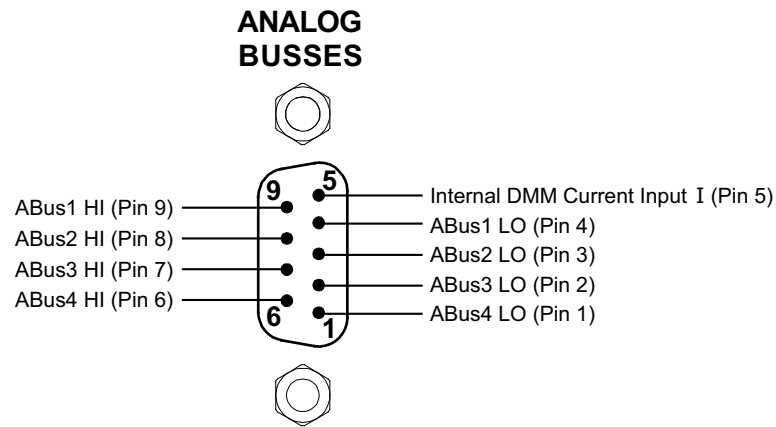 ANALOG
BUSSES
9
5
ABus1 HI (Pin 9)
ABus2 HI (Pin 8)
ABus3 HI (Pin 7)
ABus4 HI (Pin 6)
Internal DMM Current Input I (Pin 5)
ABus1 LO (Pin 4)
ABus2 LO (Pin 3)
ABus3 LO (Pin 2)
ABus4 LO (Pin 1)
6
1